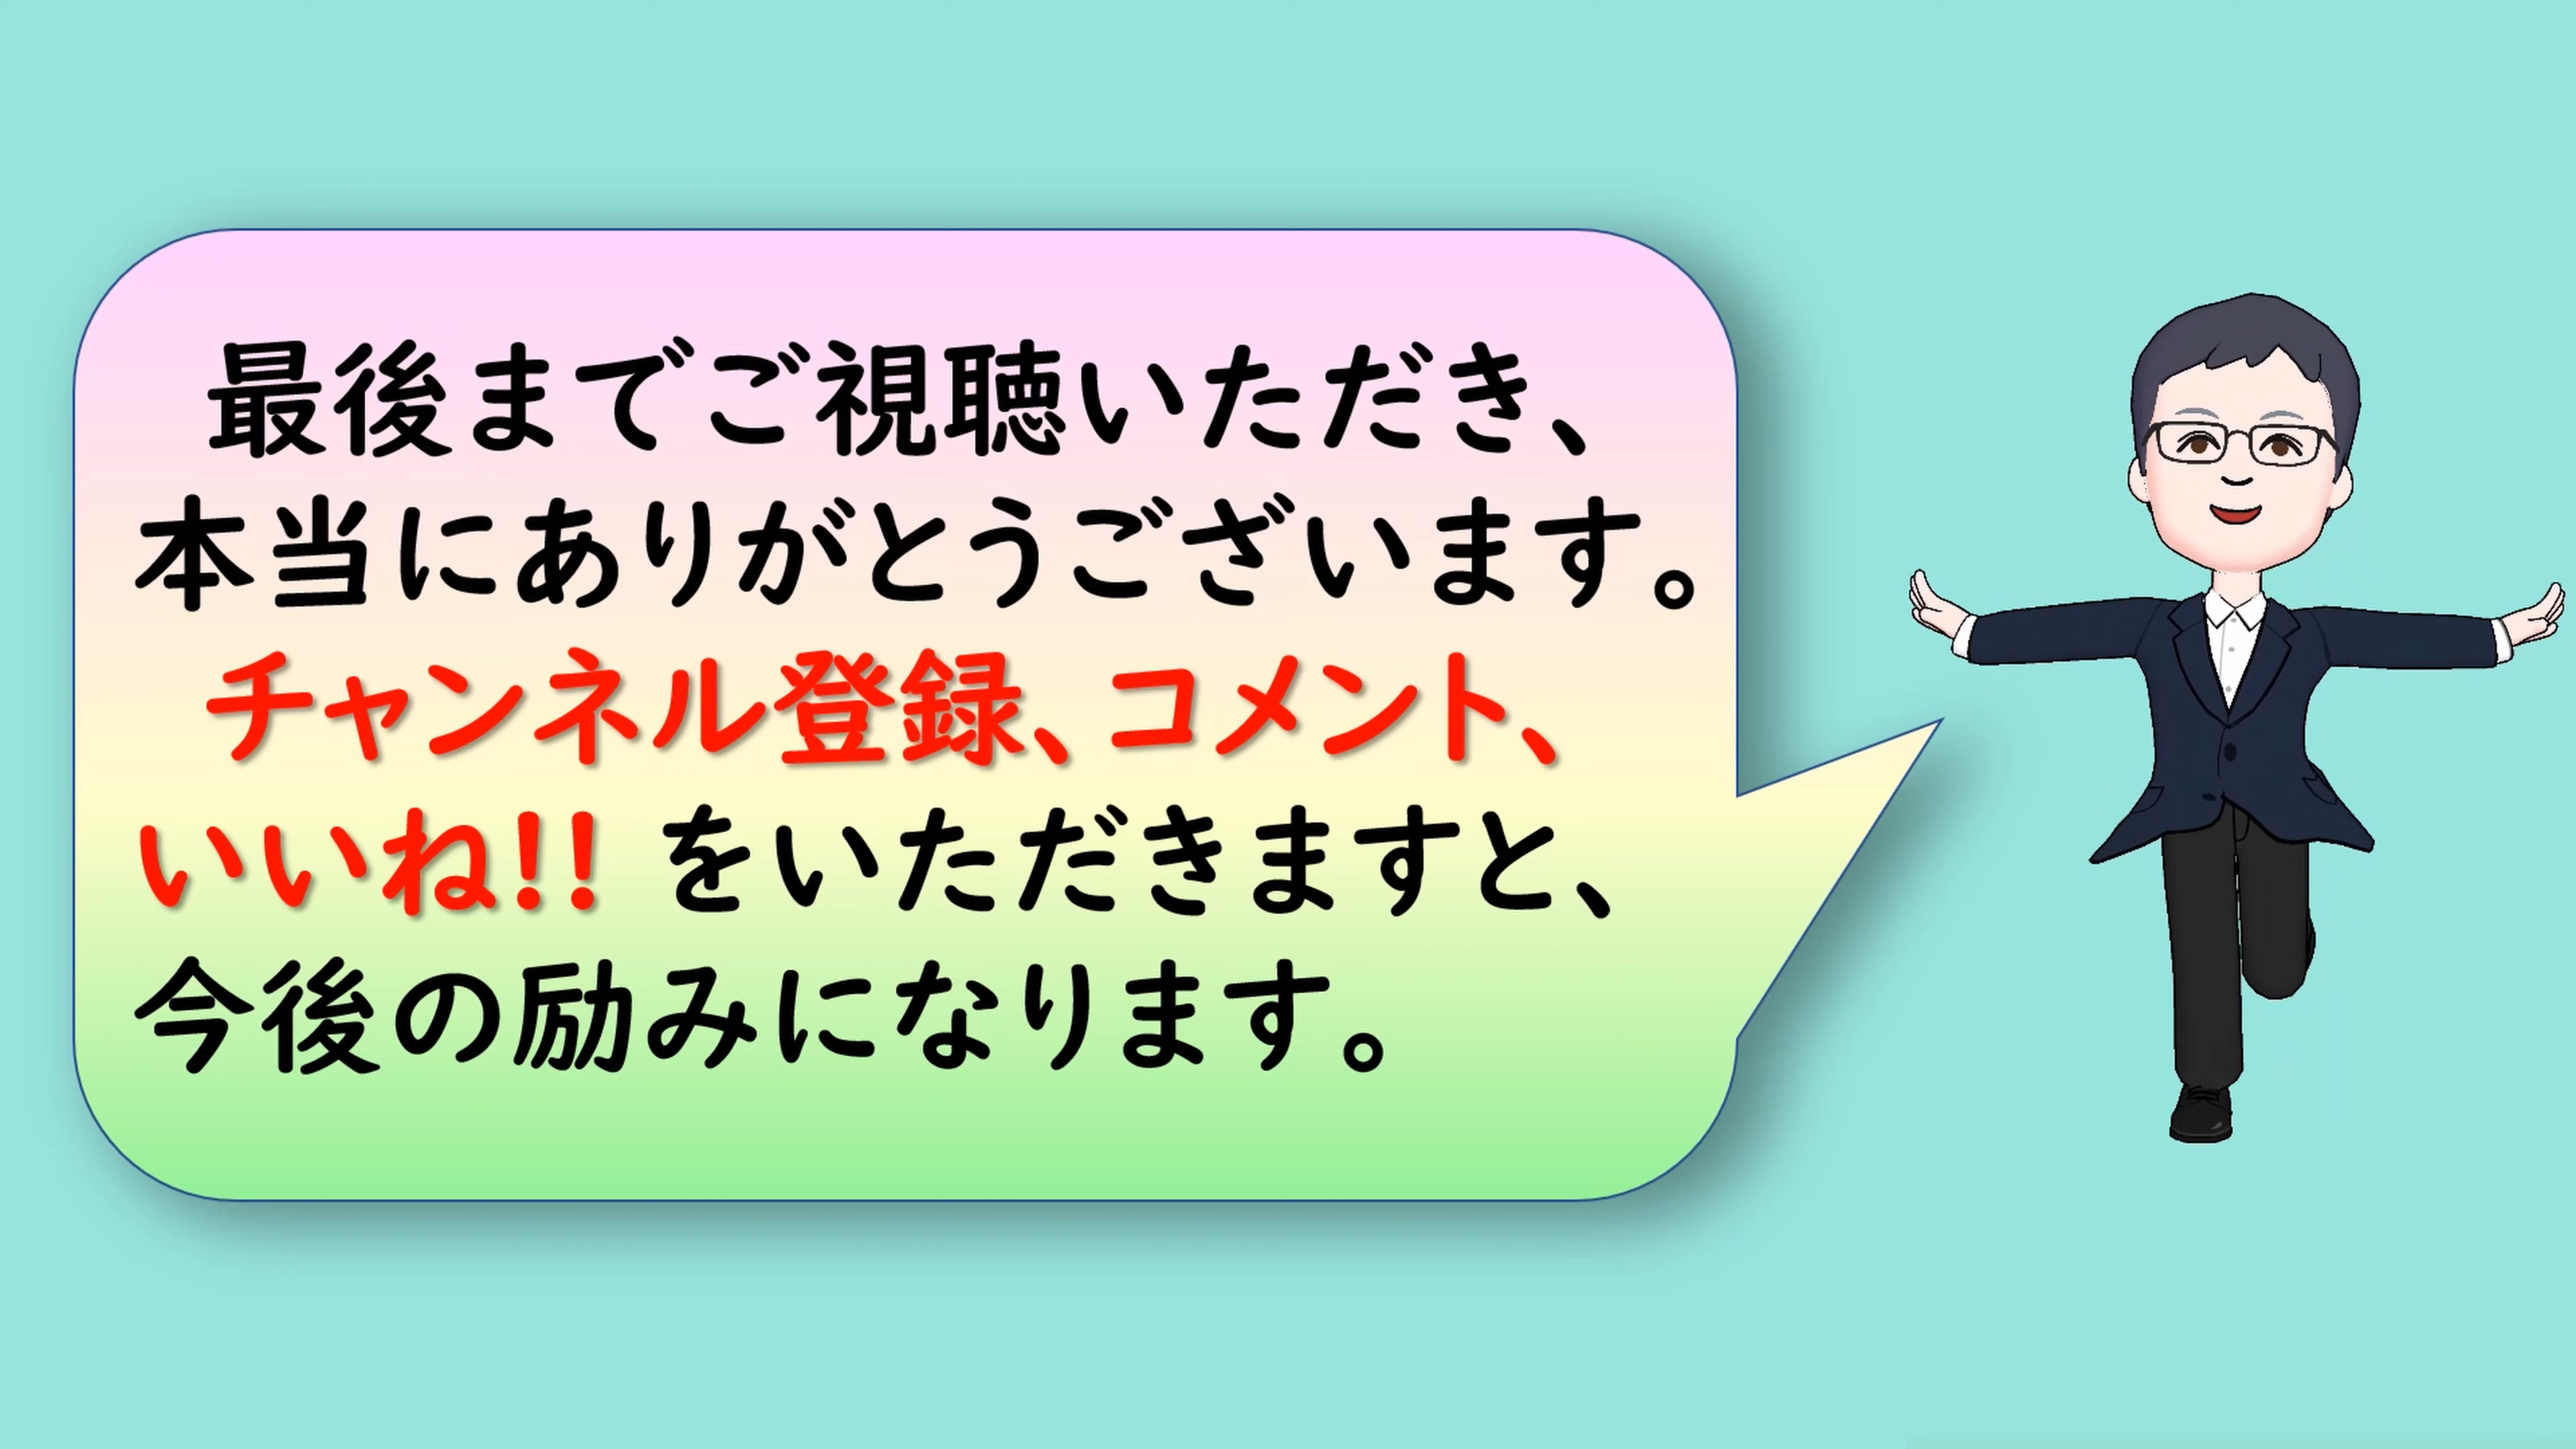 最後までご視聴いただき、
本当にありがとうございます。
チャンネル登録、コメント、
いいね!! をいただきますと、
今後の励みになります。